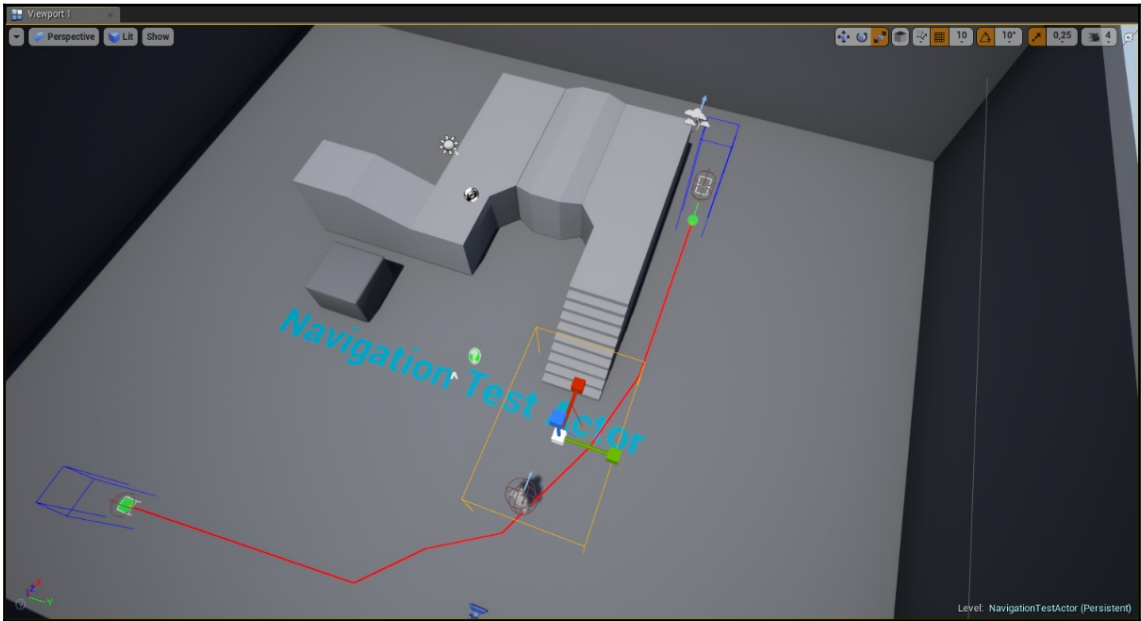 Viewport 1
Perspective Lit Show
10 10° 0,25 4
Navigation Test Actor
Z X Y
Level: NavigationTestActor (Persistent)